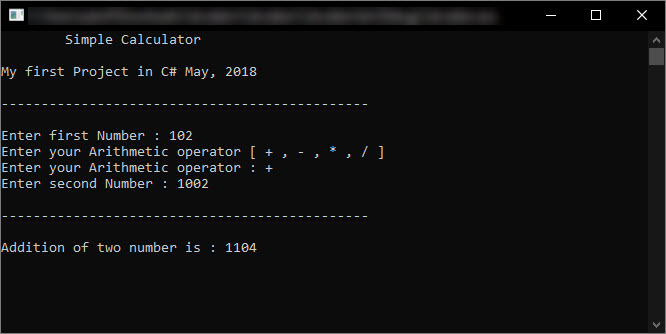 Simple Calculator
My first Project in C# May, 2018
----------------------------------------------
Enter first Number : 102
Enter your Arithmetic operator [ + , - , * , / ]
Enter your Arithmetic operator : +
Enter second Number : 1002
----------------------------------------------
Addition of two number is : 1104